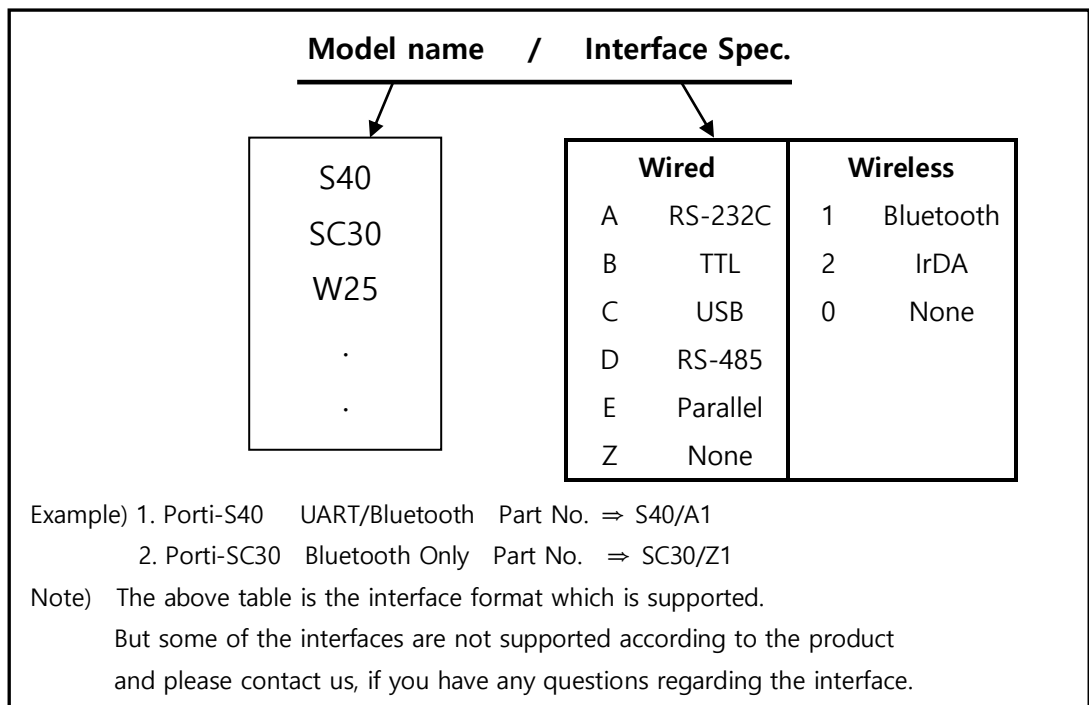 Model name / Interface Spec.
S40
SC30
W25
.
.
Wired Wireless
A RS-232C 1 Bluetooth
B TTL 2 IrDA
C USB 0 None
D RS-485
E Parallel
Z None
Example) 1. Porti-S40 UART/Bluetooth Part No. ⇒ S40/A1
2. Porti-SC30 Bluetooth Only Part No. ⇒ SC30/Z1
Note) The above table is the interface format which is supported.
But some of the interfaces are not supported according to the product
and please contact us, if you have any questions regarding the interface.